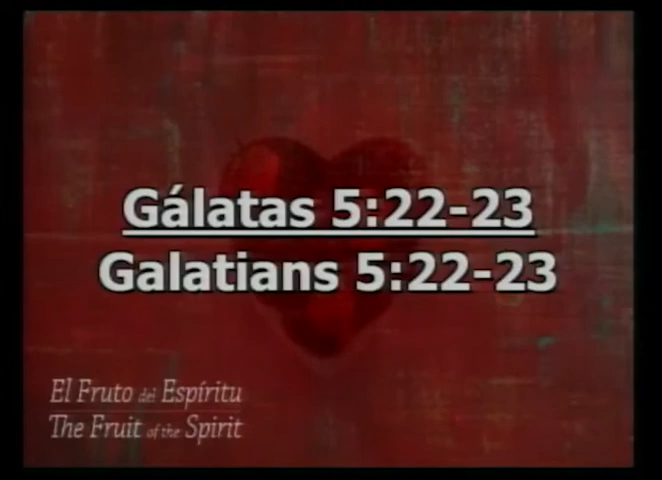 Gálatas 5:22-23
Galatians 5:22-23
El Fruto del Espíritu
The Fruit of the Spirit